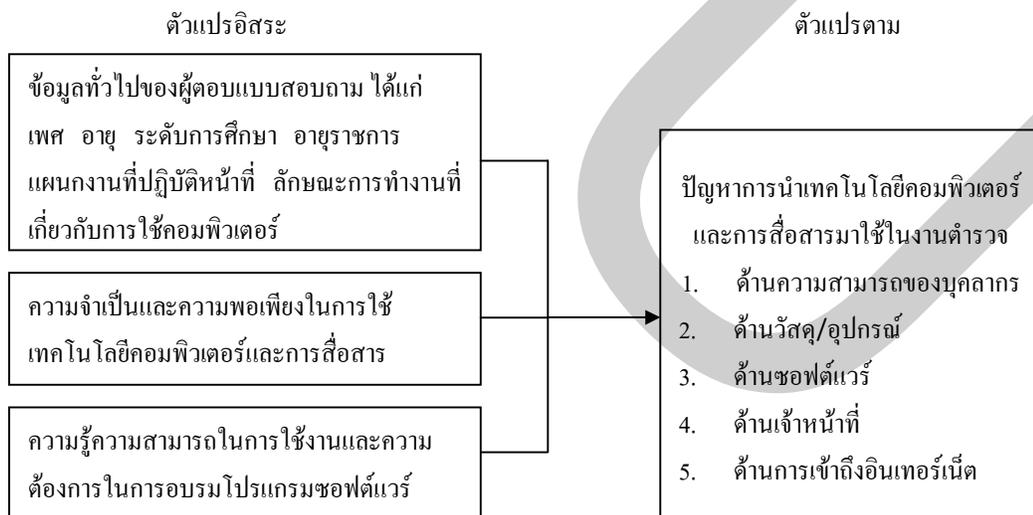 ตัวแปรอิสระ
ตัวแปรตาม
ข้อมูลทั่วไปของผู้ตอบแบบสอบถาม ได้แก่
เพศ อายุ ระดับการศึกษา อายุราชการ
แผนกงานที่ปฏิบัติหน้าที่ ลักษณะการทำงานที่
เกี่ยวกับการใช้คอมพิวเตอร์
ความจำเป็นและความพอเพียงในการใช้
เทคโนโลยีคอมพิวเตอร์และการสื่อสาร
ความรู้ความสามารถในการใช้งานและความ
ต้องการในการอบรมโปรแกรมซอฟต์แวร์
ปัญหาการนำเทคโนโลยีคอมพิวเตอร์
และการสื่อสารมาใช้ในงานตำรวจ
1. ด้านความสามารถของบุคลากร
2. ด้านวัสดุ/อุปกรณ์
3. ด้านซอฟต์แวร์
4. ด้านเจ้าหน้าที่
5. ด้านการเข้าถึงอินเทอร์เน็ต